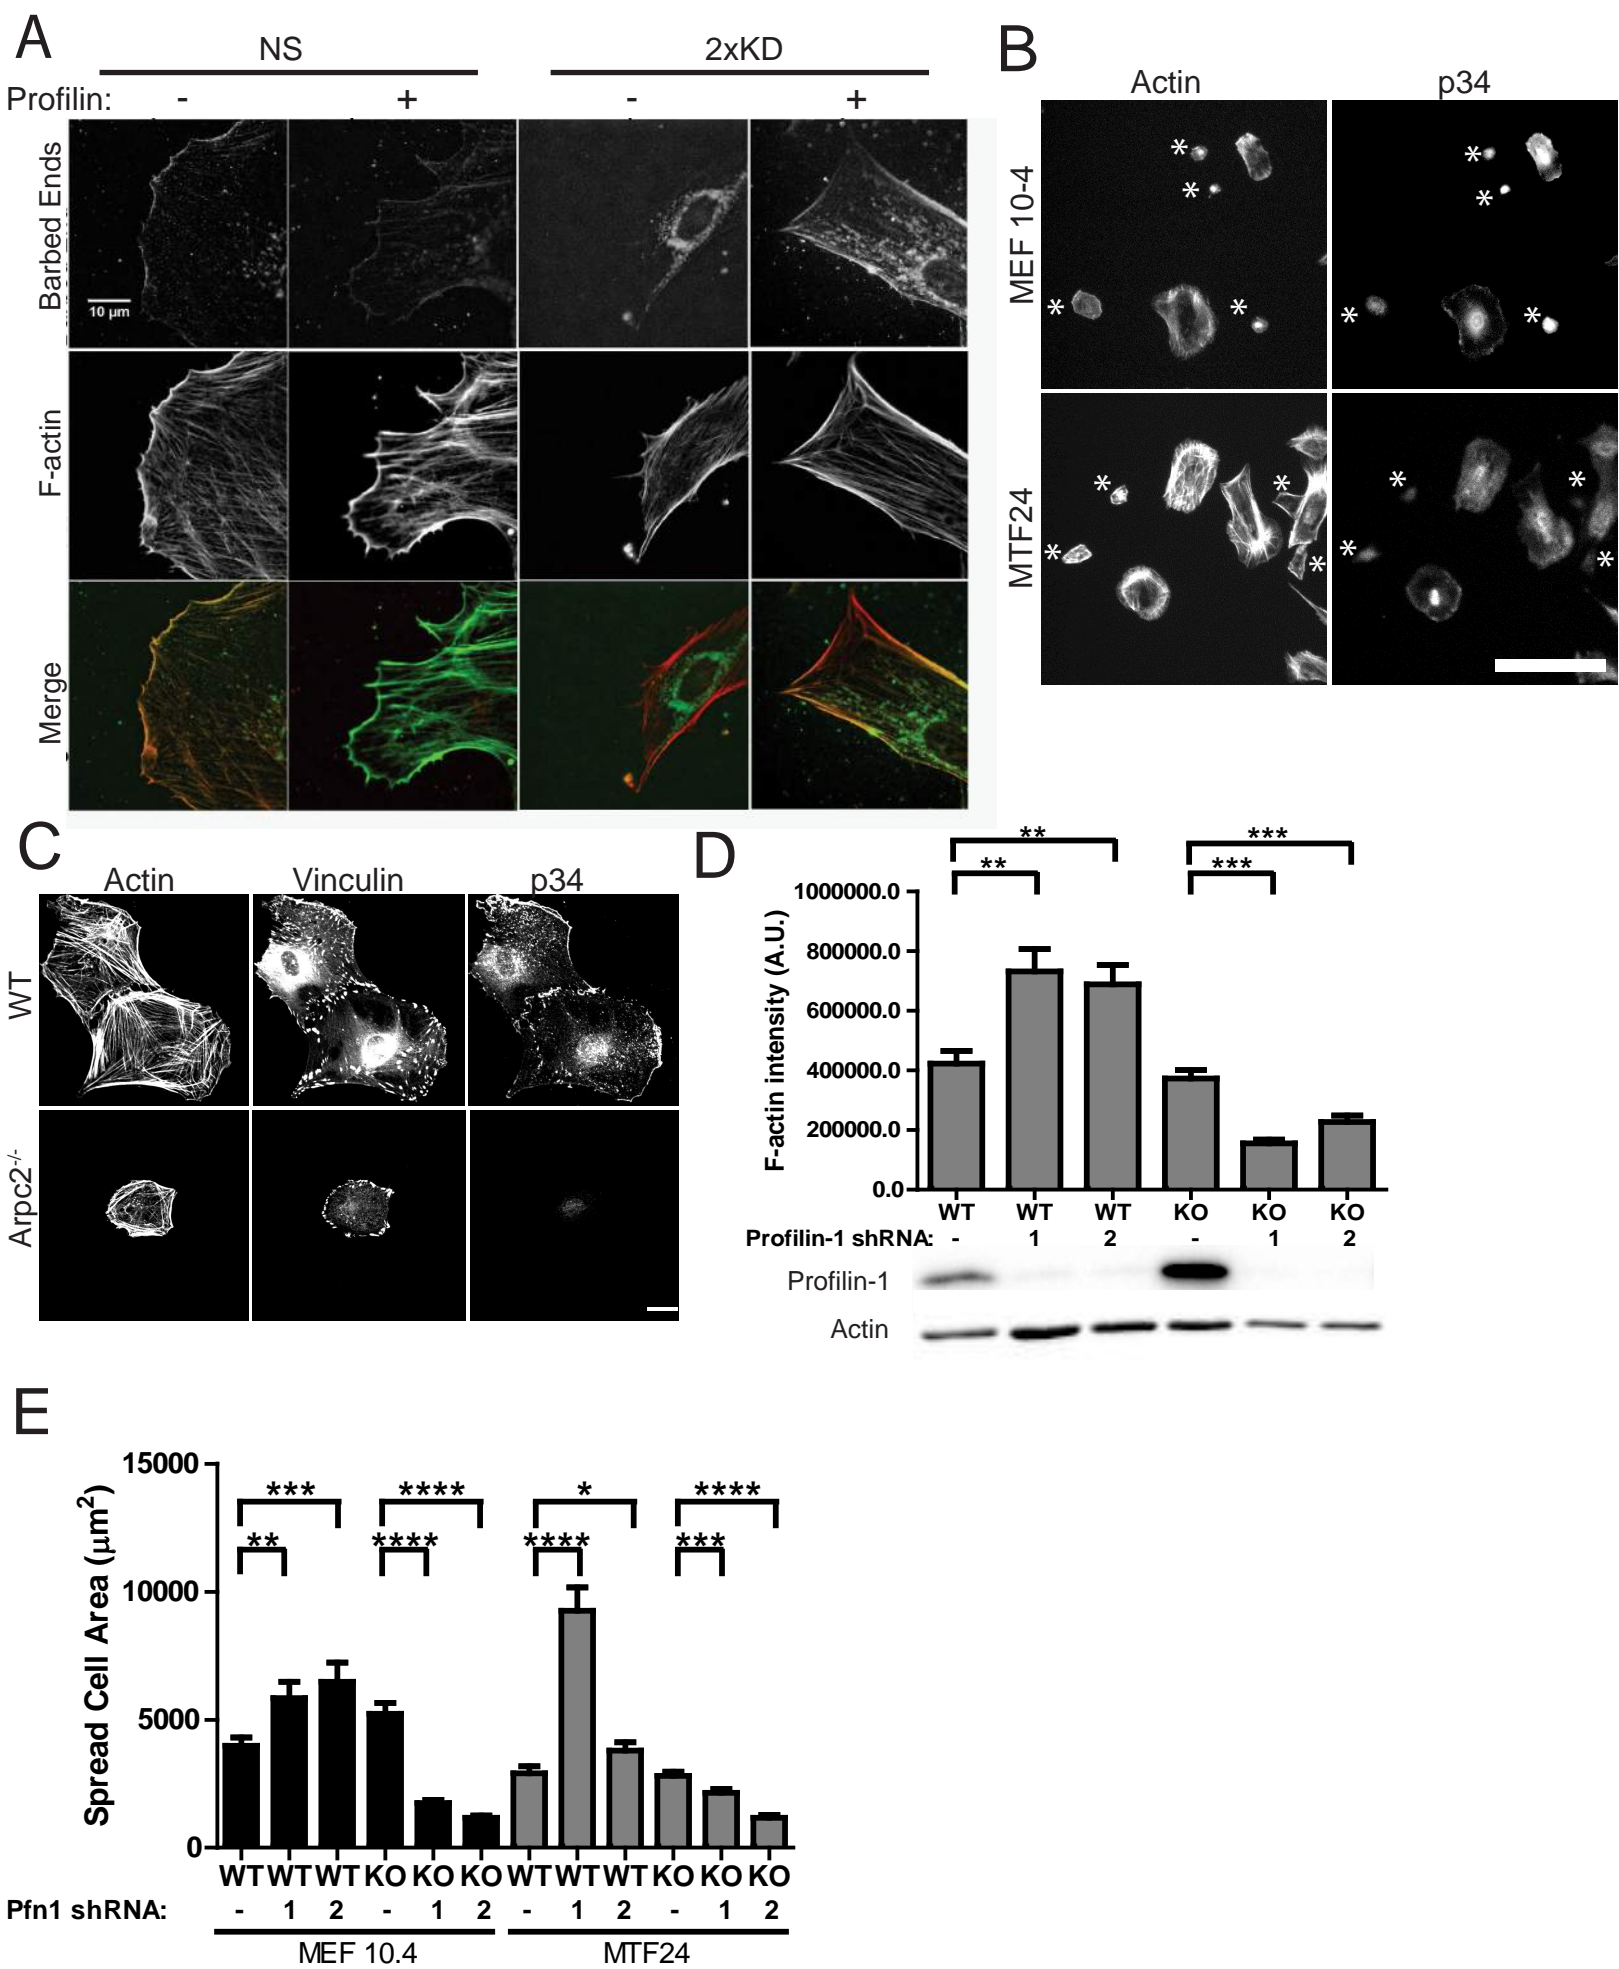 A
NS 2xKD
Profilin: - + - +
Barbed Ends
10 μm
F-actin
Merge
B
Actin p34
MEF 10-4
* * * *
* * * *
MTF24
* * * *
* * * *
C
Actin Vinculin p34
WT
Arpc2-/-
D
** ***
** ***
F-actin intensity (A.U.)
1000000.0
800000.0
600000.0
400000.0
200000.0
0.0
WT WT WT KO KO KO
Profilin-1 shRNA: - 1 2 - 1 2
Profilin-1
Actin
E
Spread Cell Area (μm2)
15000
10000
5000
0
*** **** * ****
** **** **** ***
WT WT WT KO KO KO WT WT WT KO KO KO
Pfn1 shRNA: - 1 2 - 1 2 - 1 2 - 1 2
MEF 10.4 MTF24